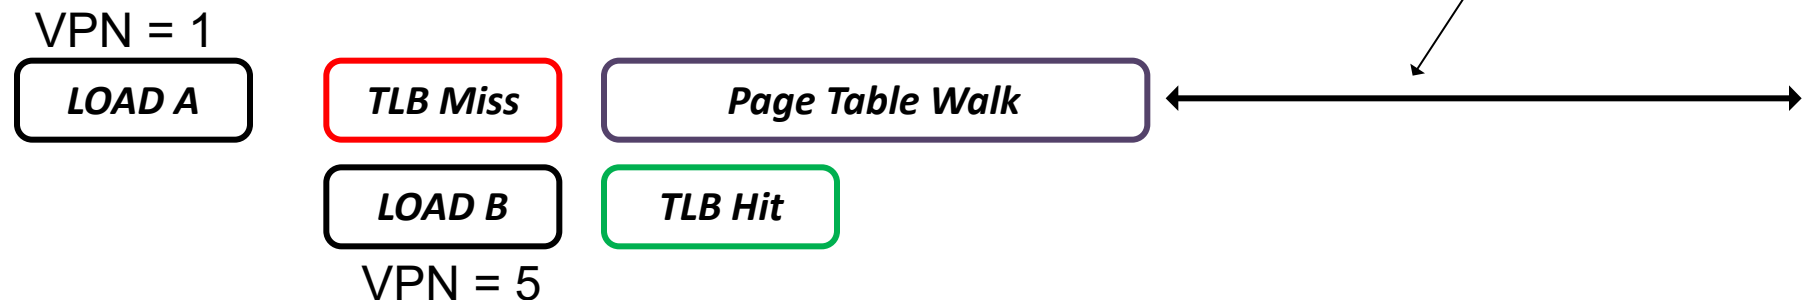 VPN = 1
LOAD A
TLB Miss
Page Table Walk
LOAD B
TLB Hit
VPN = 5